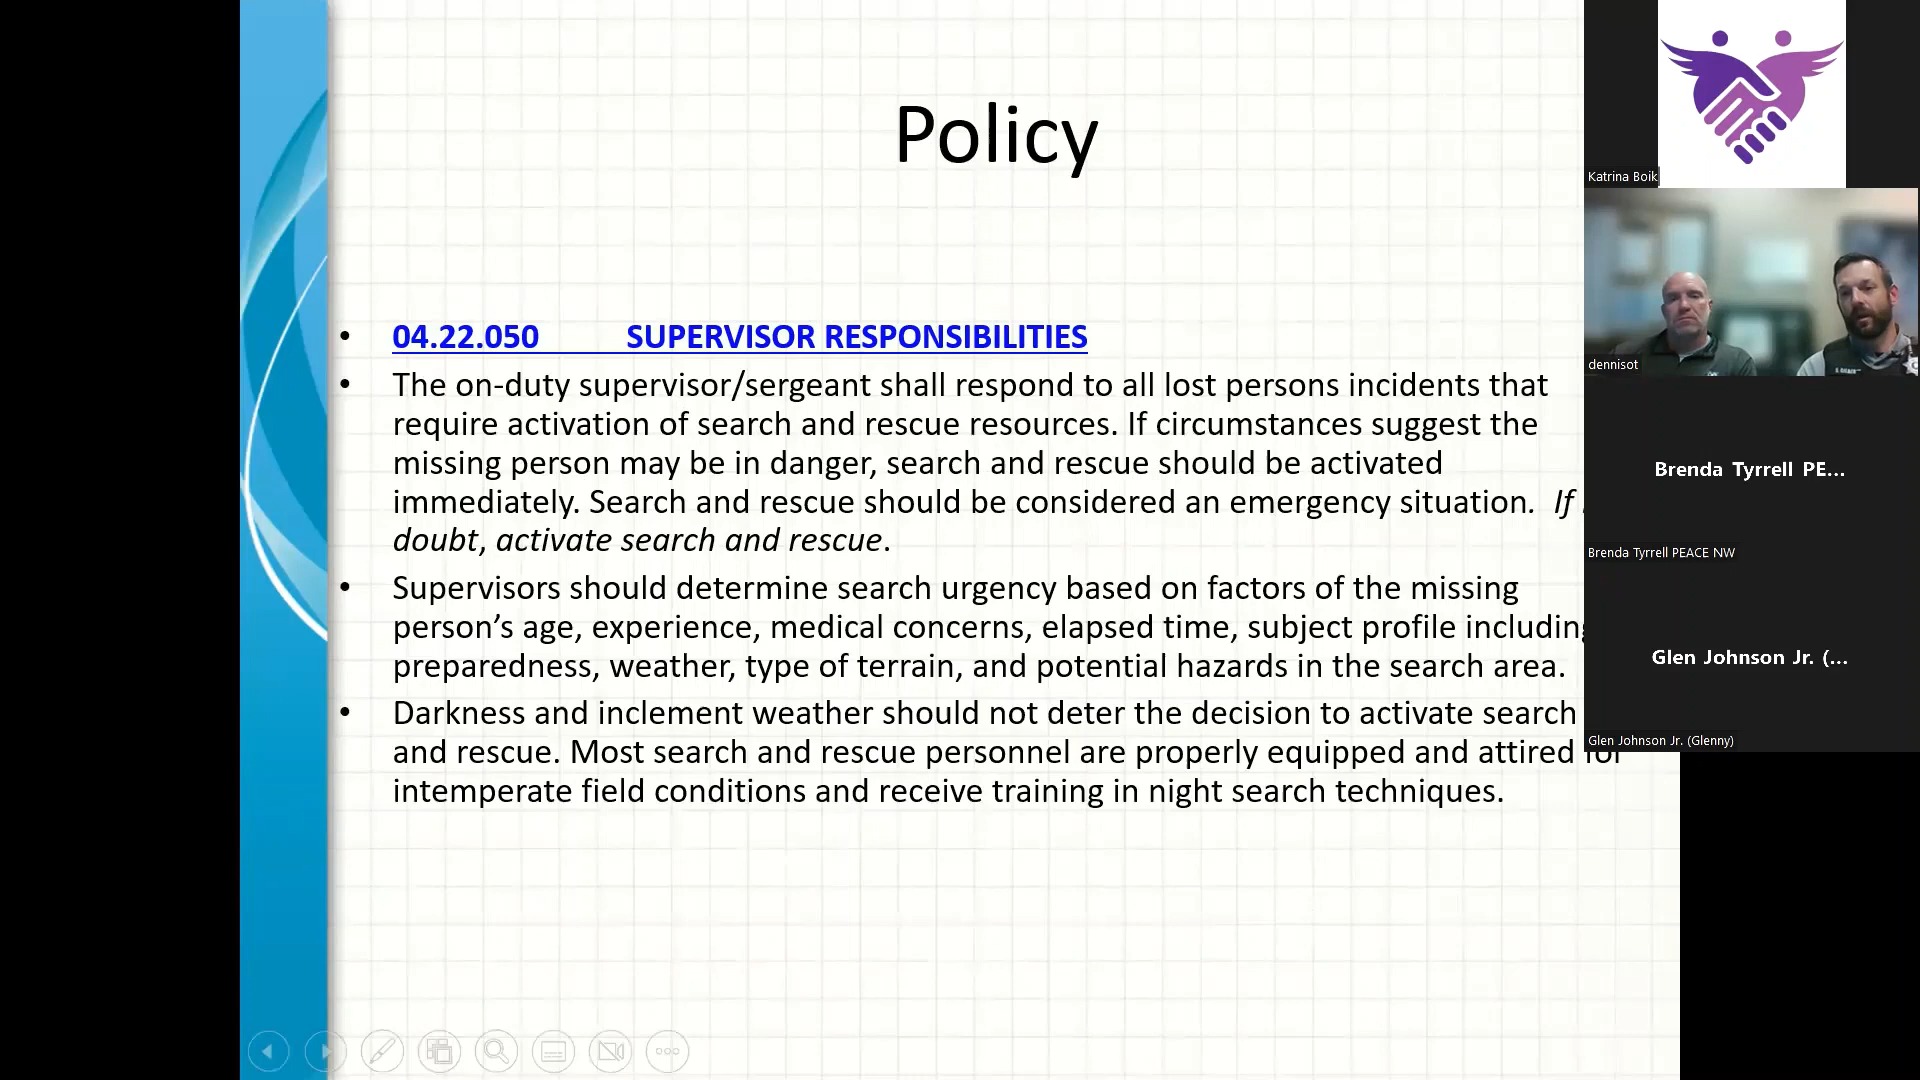 Policy
• 04.22.050 SUPERVISOR RESPONSIBILITIES
• The on-duty supervisor/sergeant shall respond to all lost persons incidents that
require activation of search and rescue resources. If circumstances suggest the
missing person may be in danger, search and rescue should be activated
immediately. Search and rescue should be considered an emergency situation. If
doubt, activate search and rescue.
• Supervisors should determine search urgency based on factors of the missing
person’s age, experience, medical concerns, elapsed time, subject profile including
preparedness, weather, type of terrain, and potential hazards in the search area.
• Darkness and inclement weather should not deter the decision to activate search
and rescue. Most search and rescue personnel are properly equipped and attired for
intemperate field conditions and receive training in night search techniques.
Katrina Boik
dennisot
Brenda Tyrrell PE...
Brenda Tyrrell PEACE NW
Glen Johnson Jr. (...
Glen Johnson Jr. (Glenny)